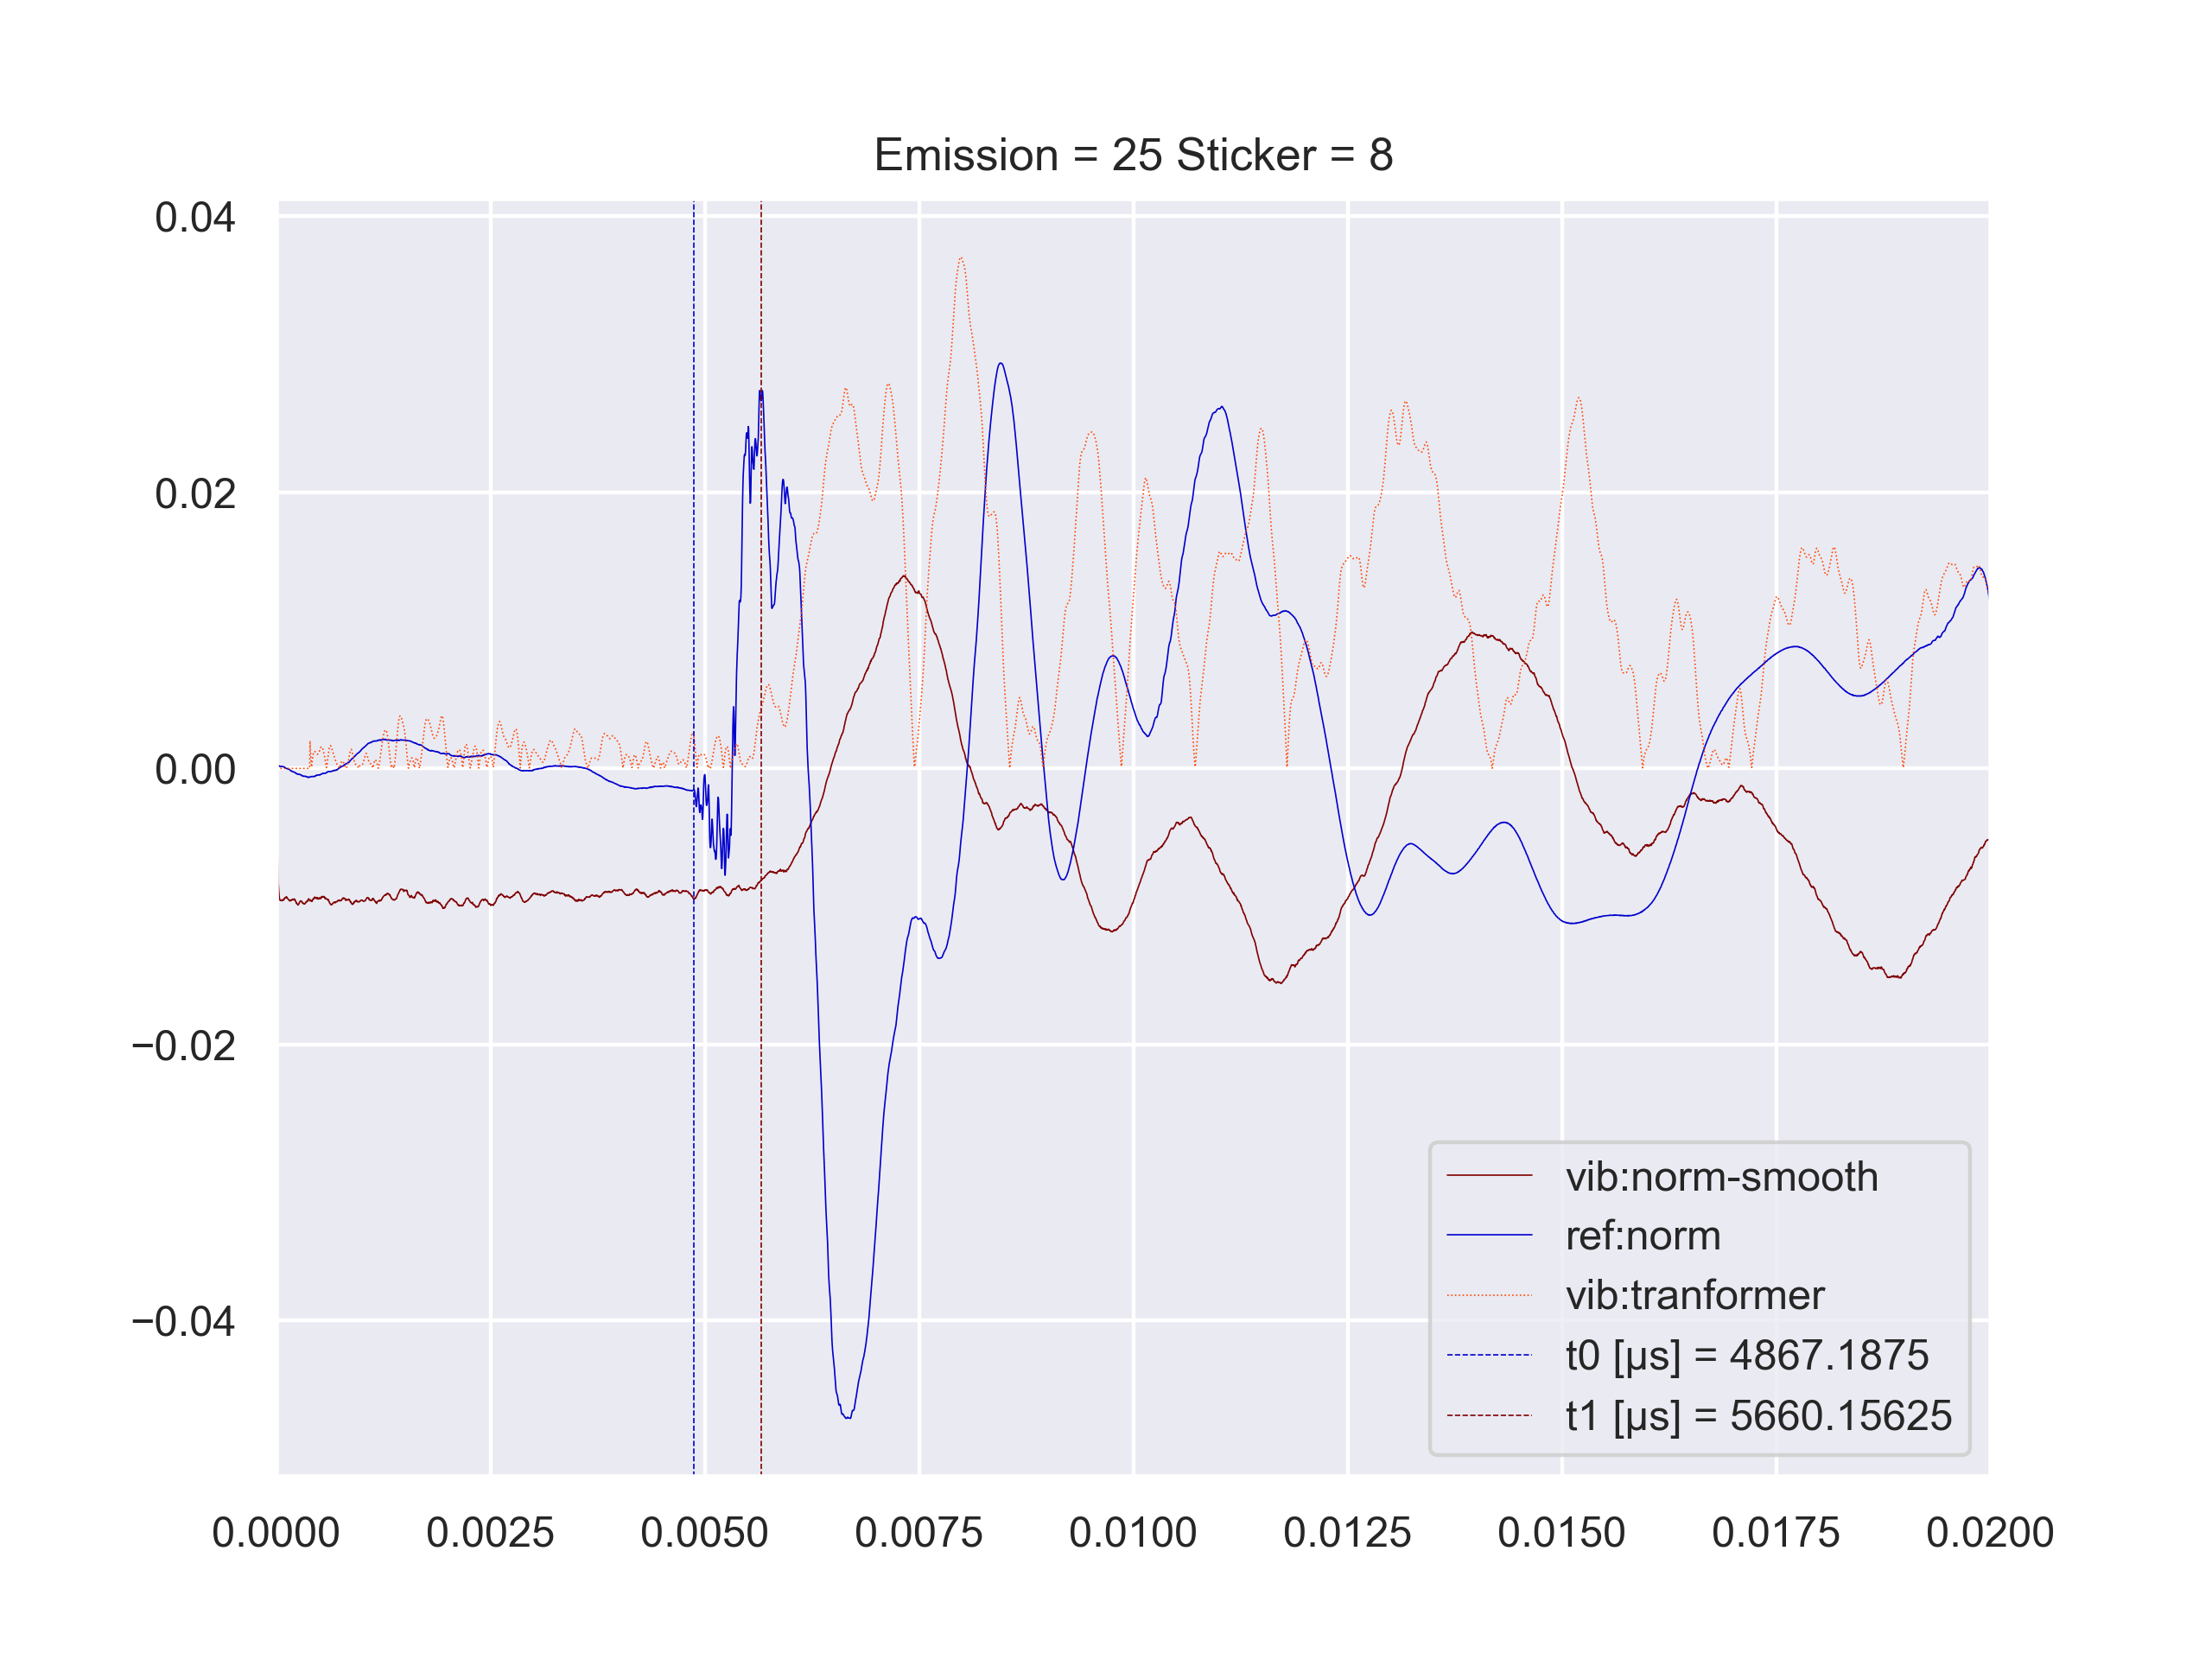 Emission = 25 Sticker = 8
0.04
0.02
0.00
−0.02
−0.04
vib:norm-smooth
ref:norm
vib:tranformer
t0 [μs] = 4867.1875
t1 [μs] = 5660.15625
0.0000 0.0025 0.0050 0.0075 0.0100 0.0125 0.0150 0.0175 0.0200